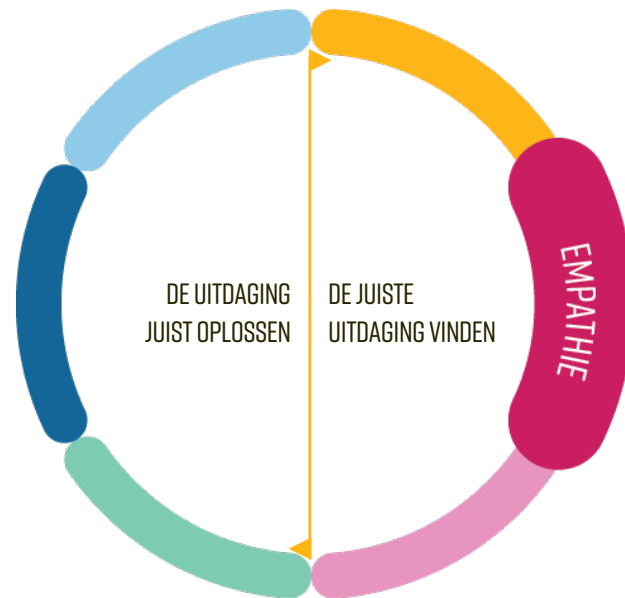 DE UITDAGING
JUIST OPLOSSEN
DE JUISTE
UITDAGING VINDEN
EMPATHIE